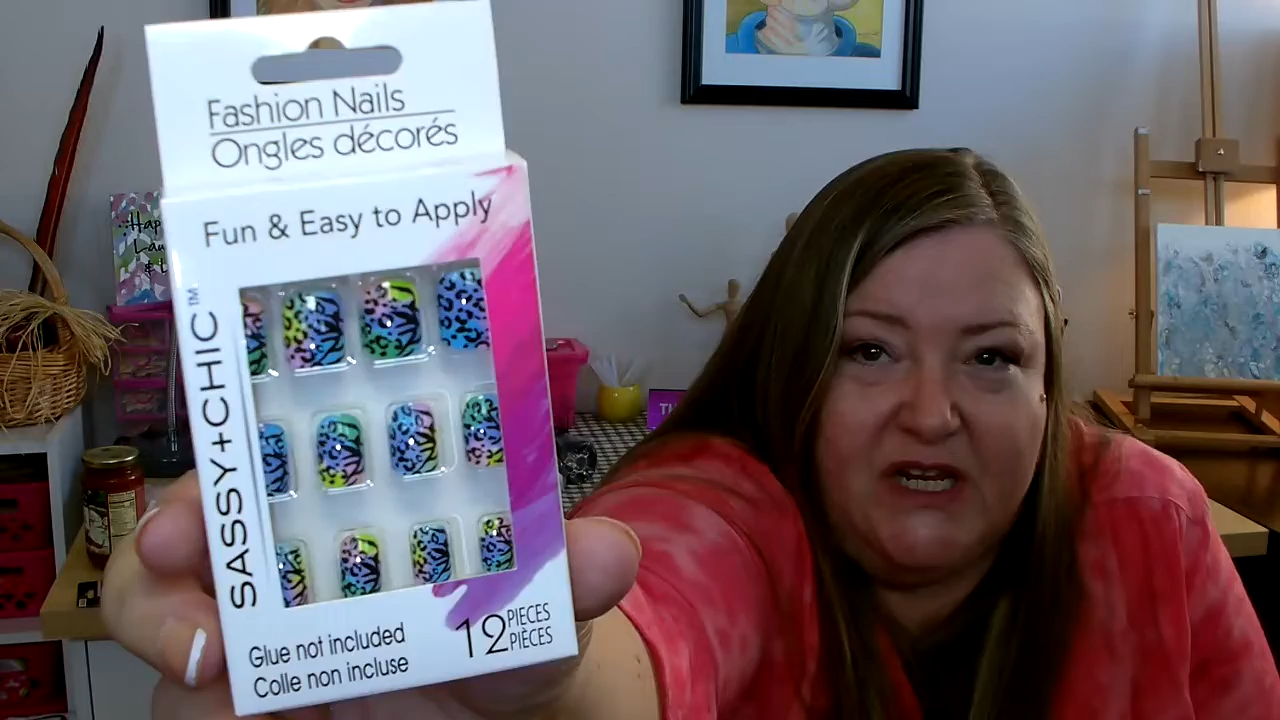 Fashion Nails
Ongles décorés
Fun & Easy to Apply
SASSY+CHIC™
Glue not included
Colle non incluse
12 PIECES
PIÈCES